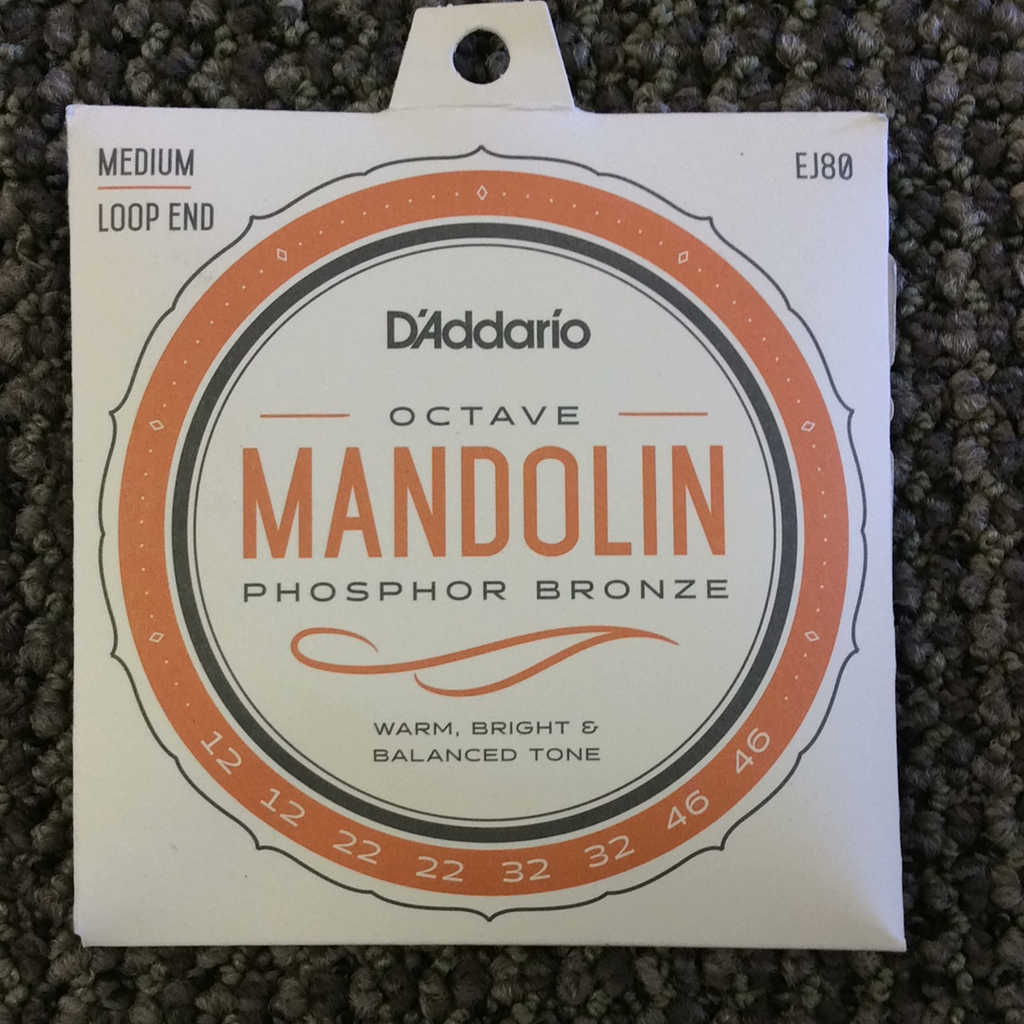 MEDIUM
LOOP END
EJ80
D'Addario
OCTAVE
MANDOLIN
PHOSPHOR BRONZE
WARM, BRIGHT &
BALANCED TONE
12 12 22 22 32 32 46 46